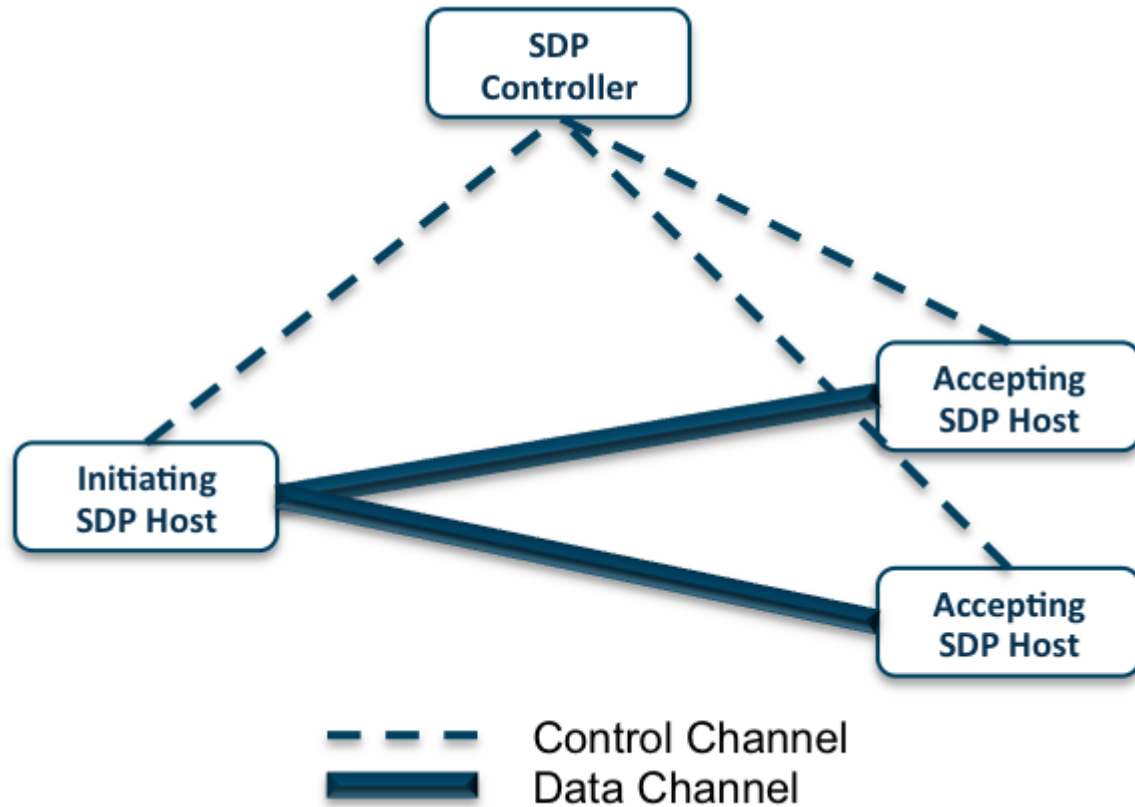 SDP
Controller
Accepting
SDP Host
Initiating
SDP Host
Accepting
SDP Host
Control Channel
Data Channel